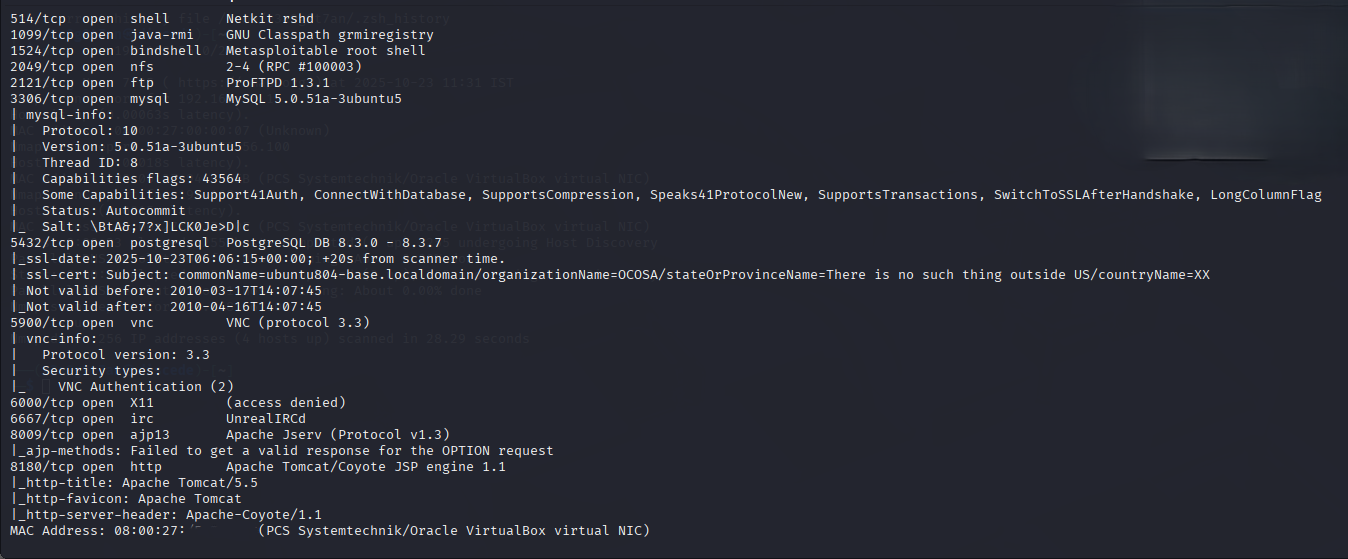 514/tcp  open  shell       Netkit rshd
1099/tcp open  java-rmi    GNU Classpath grmiregistry
1524/tcp open  bindshell   Metasploitable root shell
2049/tcp open  nfs         2-4 (RPC #100003)
2121/tcp open  ftp         ProFTPD 1.3.1
3306/tcp open  mysql       MySQL 5.0.51a-3ubuntu5
| mysql-info:
|   Protocol: 10
|   Version: 5.0.51a-3ubuntu5
|   Thread ID: 8
|   Capabilities flags: 43564
|   Some Capabilities: Support41Auth, ConnectWithDatabase, SupportsCompression, Speaks41ProtocolNew, SupportsTransactions, SwitchToSSLAfterHandshake, LongColumnFlag
|   Status: Autocommit
|_  Salt: \BtA&;7?x]LCK0Je>D|c
5432/tcp open  postgresql  PostgreSQL DB 8.3.0 - 8.3.7
|_ssl-date: 2025-10-23T06:06:15+00:00; +20s from scanner time.
| ssl-cert: Subject: commonName=ubuntu804-base.localdomain/organizationName=OCOSA/stateOrProvinceName=There is no such thing outside US/countryName=XX
| Not valid before: 2010-03-17T14:07:45
|_Not valid after:  2010-04-16T14:07:45
5900/tcp open  vnc         VNC (protocol 3.3)
| vnc-info:
|   Protocol version: 3.3
|   Security types:
|_    VNC Authentication (2)
6000/tcp open  X11         (access denied)
6667/tcp open  irc         UnrealIRCd
8009/tcp open  ajp13       Apache Jserv (Protocol v1.3)
|_ajp-methods: Failed to get a valid response for the OPTION request
8180/tcp open  http        Apache Tomcat/Coyote JSP engine 1.1
|_http-title: Apache Tomcat/5.5
|_http-favicon: Apache Tomcat
|_http-server-header: Apache-Coyote/1.1
MAC Address: 08:00:27: (PCS Systemtechnik/Oracle VirtualBox virtual NIC)